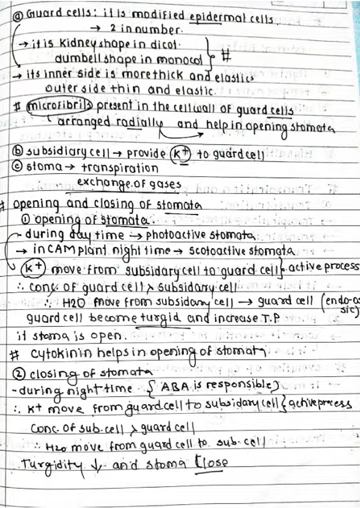 ⓐ Guard cells: it is modified epidermal cells.
→ 2 in number.
→ it is kidney shape in dicot
dumbell shape in monocot } #
→ its inner side is more thick and elastic
outer side thin and elastic.
# microfibrils present in the cell wall of guard cells
arranged radially and help in opening stomata
ⓑ subsidiary cell → provide K+ to guard cell
ⓒ stoma → transpiration
exchange of gases
# opening and closing of stomata
① opening of stomata:
- during day time → photoactive stomata
→ in CAM plant night time → scotoactive stomata
K+ move from subsidary cell to guard cell } active process
∴ conc of guard cell > subsidary cell
∴ H2O move from subsidary cell → guard cell (endo-os
sis)
guard cell become turgid and increase T.P
if stoma is open.
# Cytokinin helps in opening of stomata
② closing of stomata
- during night time {ABA is responsible}
∴ K+ move from guard cell to subsidary cell { active process
Conc of sub.cell > guard cell
∴ H2O move from guard cell to sub.cell
Turgidity ↓ and stoma Close